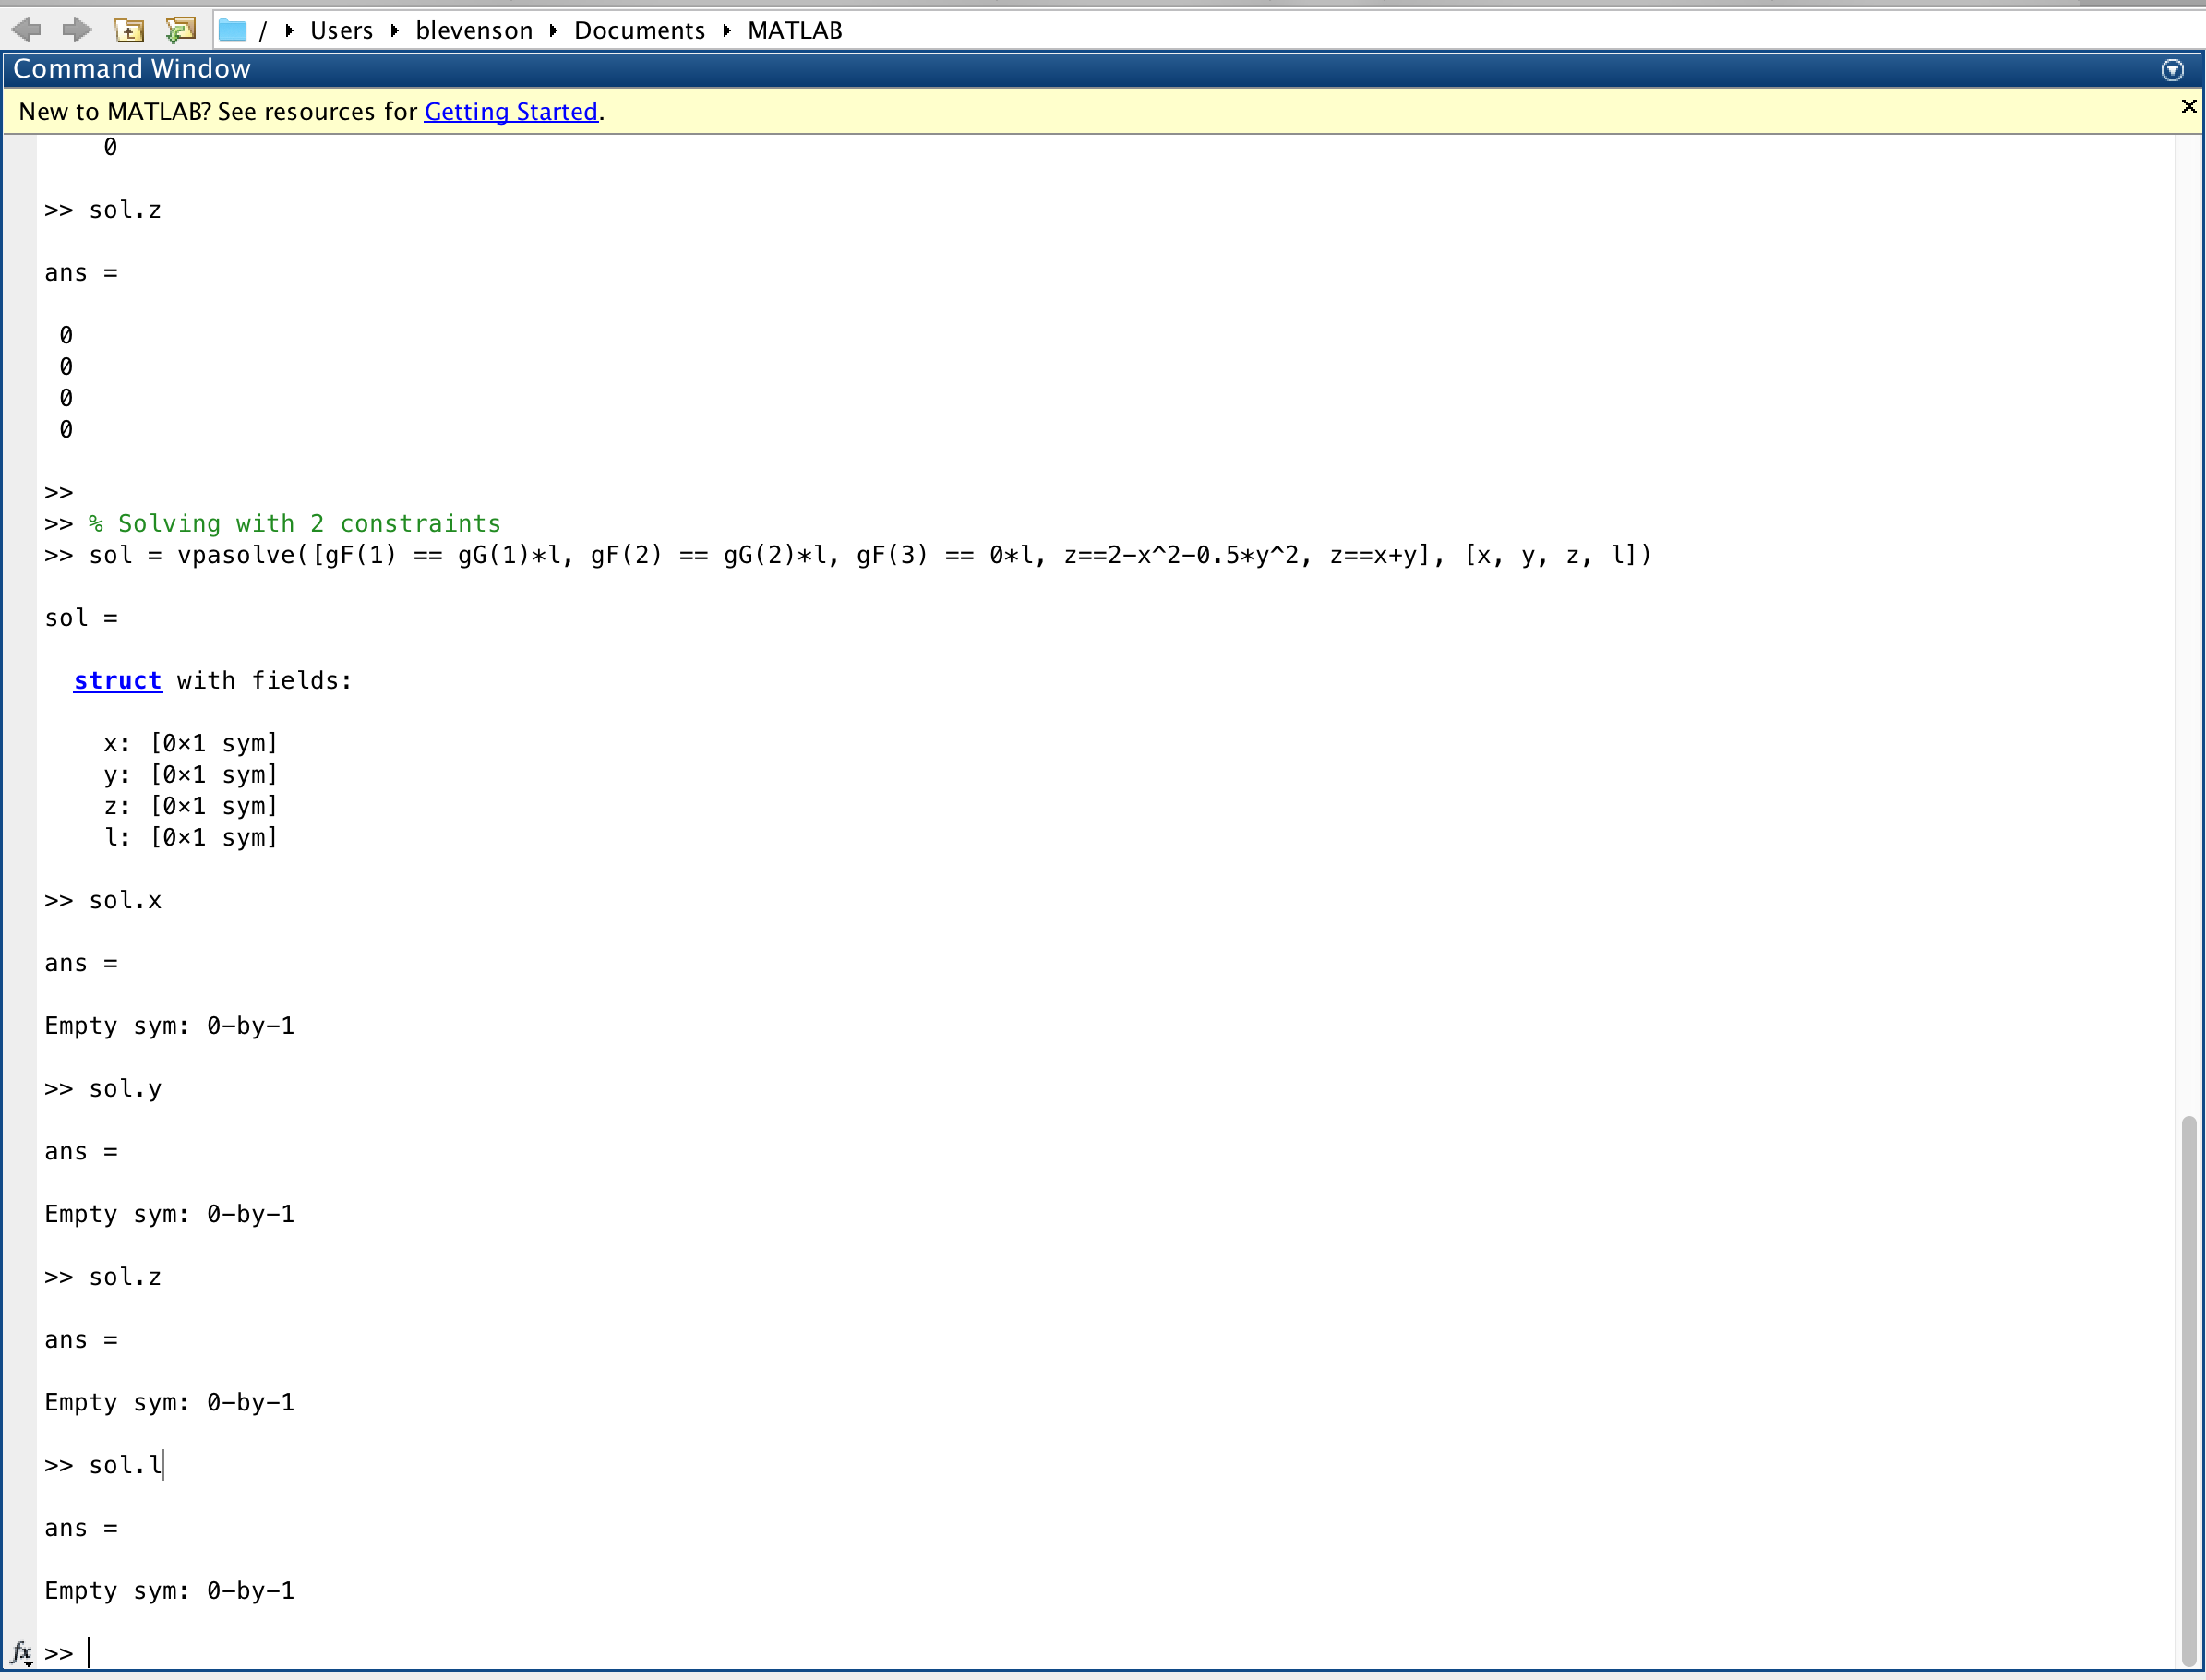 / ▸ Users ▸ blevenson ▸ Documents ▸ MATLAB
Command Window
New to MATLAB? See resources for Getting Started.
0
>> sol.z
ans =
0
0
0
0
>>
>> % Solving with 2 constraints
>> sol = vpasolve([gF(1) == gG(1)*l, gF(2) == gG(2)*l, gF(3) == 0*l, z==2-x^2-0.5*y^2, z==x+y], [x, y, z, l])
sol =
struct with fields:
x: [0×1 sym]
y: [0×1 sym]
z: [0×1 sym]
l: [0×1 sym]
>> sol.x
ans =
Empty sym: 0-by-1
>> sol.y
ans =
Empty sym: 0-by-1
>> sol.z
ans =
Empty sym: 0-by-1
>> sol.l
ans =
Empty sym: 0-by-1
fx >>